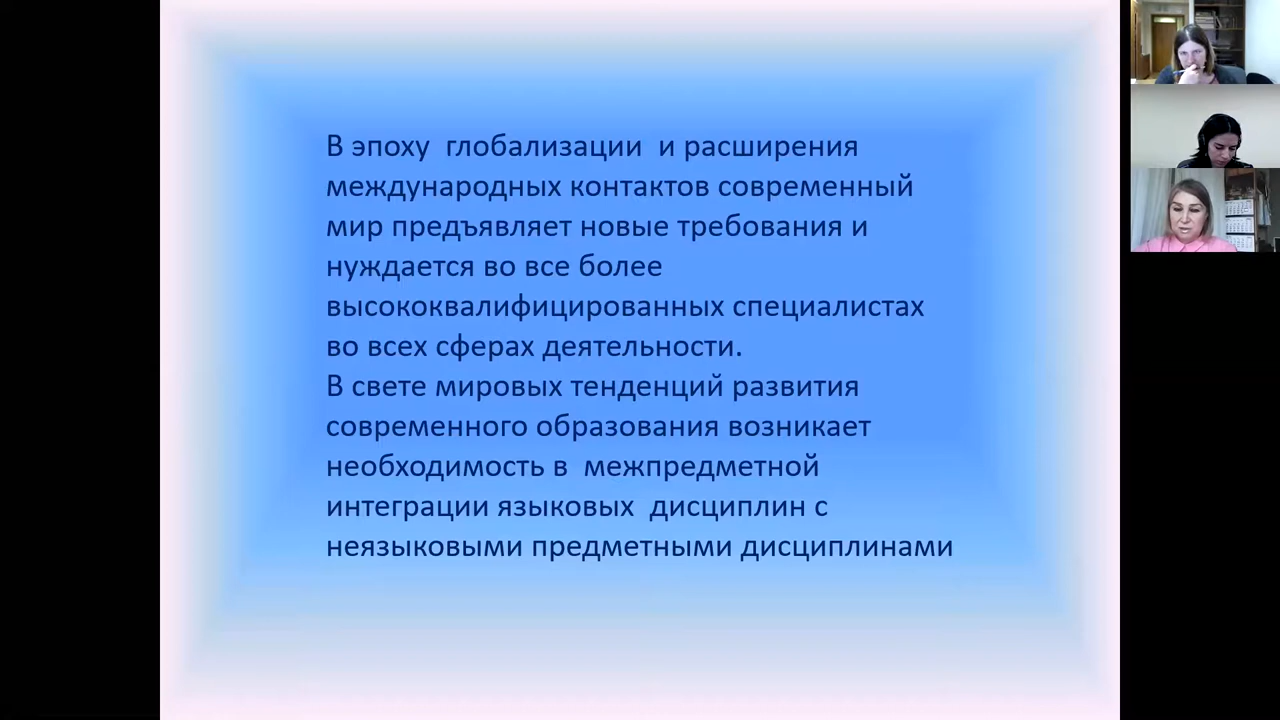 В эпоху глобализации и расширения
международных контактов современный
мир предъявляет новые требования и
нуждается во все более
высококвалифицированных специалистах
во всех сферах деятельности.
В свете мировых тенденций развития
современного образования возникает
необходимость в межпредметной
интеграции языковых дисциплин с
неязыковыми предметными дисциплинами